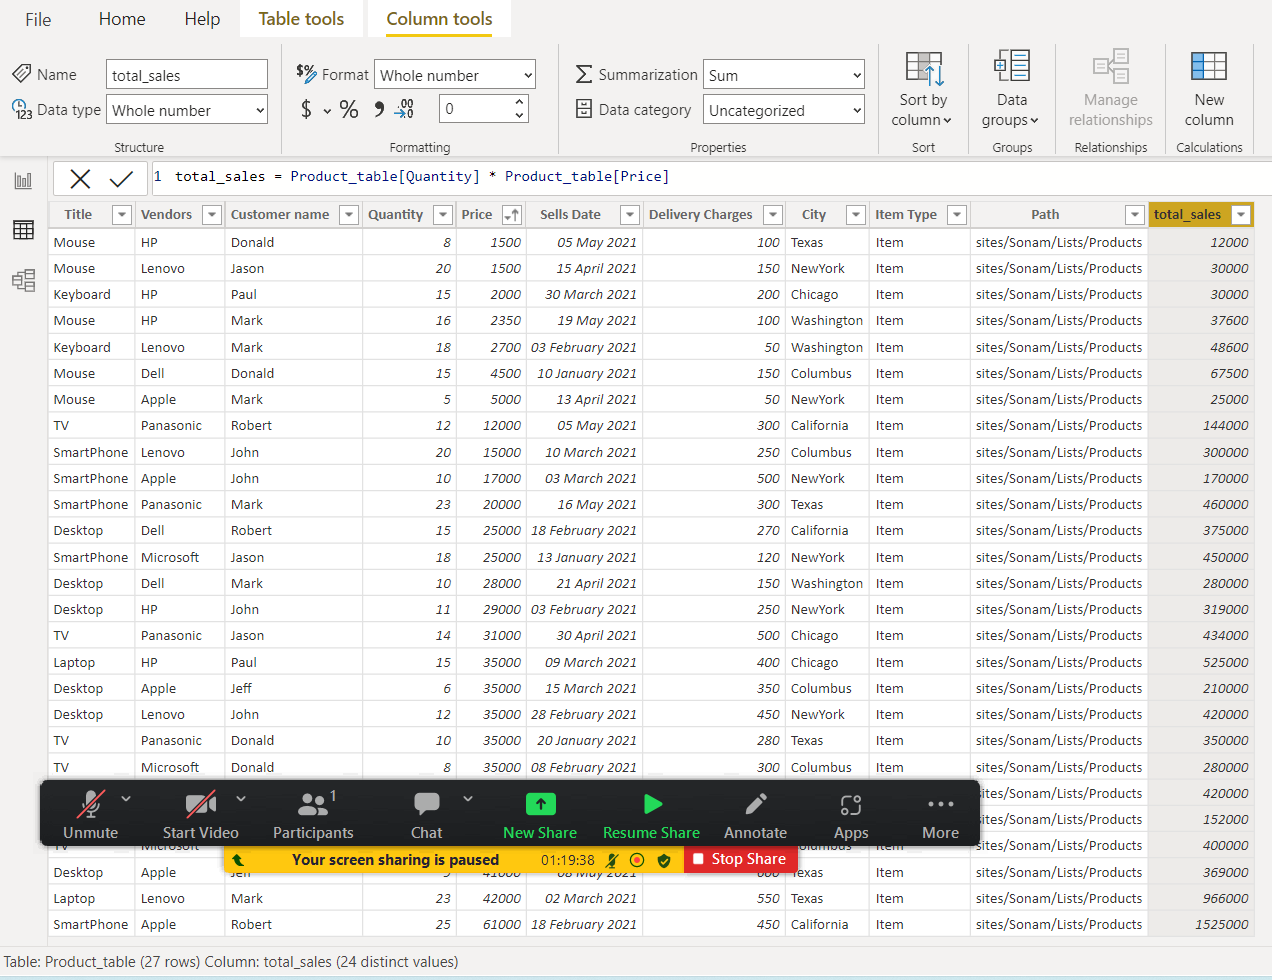 File Home Help Table tools Column tools
Name total_sales $% Format Whole number Summarization Sum Sort by column Data groups Manage relationships New column
Data type Whole number $ % 0 Data category Uncategorized
Structure Formatting Properties Sort Groups Relationships Calculations
1 total_sales = Product_table[Quantity] * Product_table[Price]
Title Vendors Customer name Quantity Price Sells Date Delivery Charges City Item Type Path total_sales
Mouse HP Donald 8 1500 05 May 2021 100 Texas Item sites/Sonam/Lists/Products 12000
Mouse Lenovo Jason 20 1500 15 April 2021 150 NewYork Item sites/Sonam/Lists/Products 30000
Keyboard HP Paul 15 2000 30 March 2021 200 Chicago Item sites/Sonam/Lists/Products 30000
Mouse HP Mark 16 2350 19 May 2021 100 Washington Item sites/Sonam/Lists/Products 37600
Keyboard Lenovo Mark 18 2700 03 February 2021 50 Washington Item sites/Sonam/Lists/Products 48600
Mouse Dell Donald 15 4500 10 January 2021 150 Columbus Item sites/Sonam/Lists/Products 67500
Mouse Apple Mark 5 5000 13 April 2021 50 NewYork Item sites/Sonam/Lists/Products 25000
TV Panasonic Robert 12 12000 05 May 2021 300 California Item sites/Sonam/Lists/Products 144000
SmartPhone Lenovo John 20 15000 10 March 2021 250 Columbus Item sites/Sonam/Lists/Products 300000
SmartPhone Apple John 10 17000 03 March 2021 500 NewYork Item sites/Sonam/Lists/Products 170000
SmartPhone Panasonic Mark 23 20000 16 May 2021 300 Texas Item sites/Sonam/Lists/Products 460000
Desktop Dell Robert 15 25000 18 February 2021 270 California Item sites/Sonam/Lists/Products 375000
SmartPhone Microsoft Jason 18 25000 13 January 2021 120 NewYork Item sites/Sonam/Lists/Products 450000
Desktop Dell Mark 10 28000 21 April 2021 150 Washington Item sites/Sonam/Lists/Products 280000
Desktop HP John 11 29000 03 February 2021 250 NewYork Item sites/Sonam/Lists/Products 319000
TV Panasonic Jason 14 31000 30 April 2021 500 Chicago Item sites/Sonam/Lists/Products 434000
Laptop HP Paul 15 35000 09 March 2021 400 Chicago Item sites/Sonam/Lists/Products 525000
Desktop Apple Jeff 6 35000 15 March 2021 350 Columbus Item sites/Sonam/Lists/Products 210000
Desktop Lenovo John 12 35000 28 February 2021 450 NewYork Item sites/Sonam/Lists/Products 420000
TV Panasonic Donald 10 35000 20 January 2021 280 Texas Item sites/Sonam/Lists/Products 350000
TV Microsoft Donald 8 35000 08 February 2021 300 Columbus Item sites/Sonam/Lists/Products 280000
sites/Sonam/Lists/Products 420000
sites/Sonam/Lists/Products 152000
Unmute Start Video Participants 1 Chat New Share Resume Share Annotate Apps More
Item sites/Sonam/Lists/Products 400000
Your screen sharing is paused 01:19:38 Stop Share
Desktop Apple Texas Item sites/Sonam/Lists/Products 369000
Laptop Lenovo Mark 23 42000 02 March 2021 550 Texas Item sites/Sonam/Lists/Products 966000
SmartPhone Apple Robert 25 61000 18 February 2021 450 California Item sites/Sonam/Lists/Products 1525000
Table: Product_table (27 rows) Column: total_sales (24 distinct values)